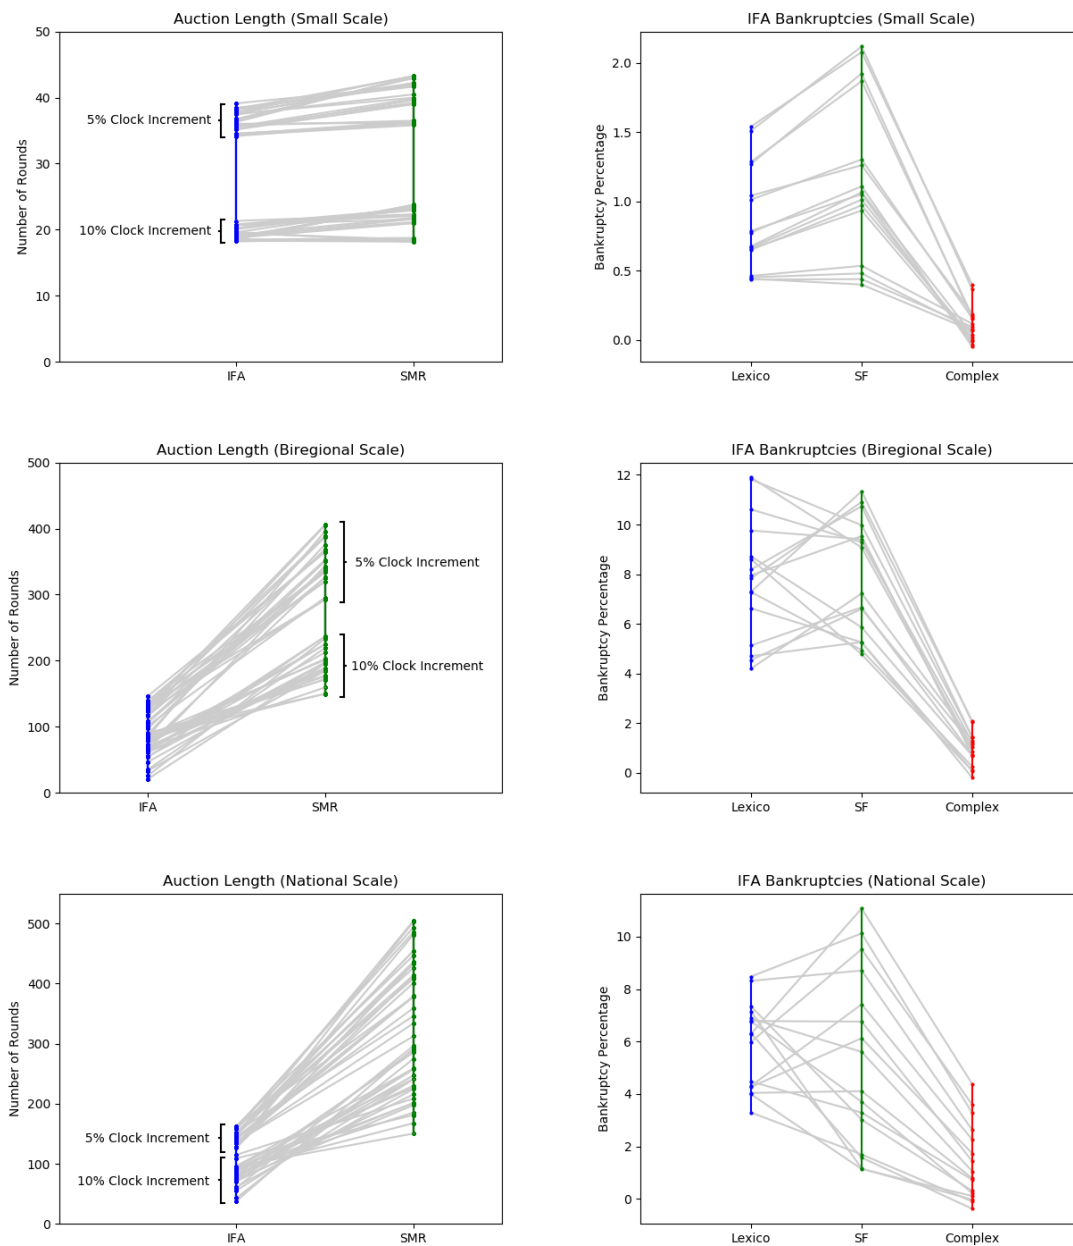 Auction Length (Small Scale)
50
40
30
20
10
0
Number of Rounds
5% Clock Increment
10% Clock Increment
IFA
SMR
IFA Bankruptcies (Small Scale)
2.0
1.5
1.0
0.5
0.0
Bankruptcy Percentage
Lexico
SF
Complex
Auction Length (Biregional Scale)
500
400
300
200
100
0
Number of Rounds
5% Clock Increment
10% Clock Increment
IFA
SMR
IFA Bankruptcies (Biregional Scale)
12
10
8
6
4
2
0
Bankruptcy Percentage
Lexico
SF
Complex
Auction Length (National Scale)
500
400
300
200
100
0
Number of Rounds
5% Clock Increment
10% Clock Increment
IFA
SMR
IFA Bankruptcies (National Scale)
10
8
6
4
2
0
Bankruptcy Percentage
Lexico
SF
Complex